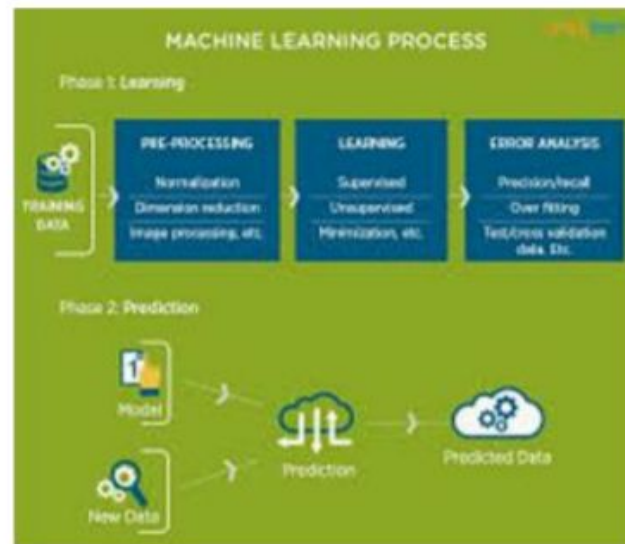 MACHINE LEARNING PROCESS
Phase 1: Learning
TRAINING
DATA
PRE-PROCESSING
Normalization
Dimension reduction
Image processing, etc.
LEARNING
Supervised
Unsupervised
Minimization, etc.
ERROR ANALYSIS
Precision/recall
Over fitting
Test/cross validation
data, Etc.
Phase 2: Prediction
1
Model
New Data
Prediction
Predicted Data